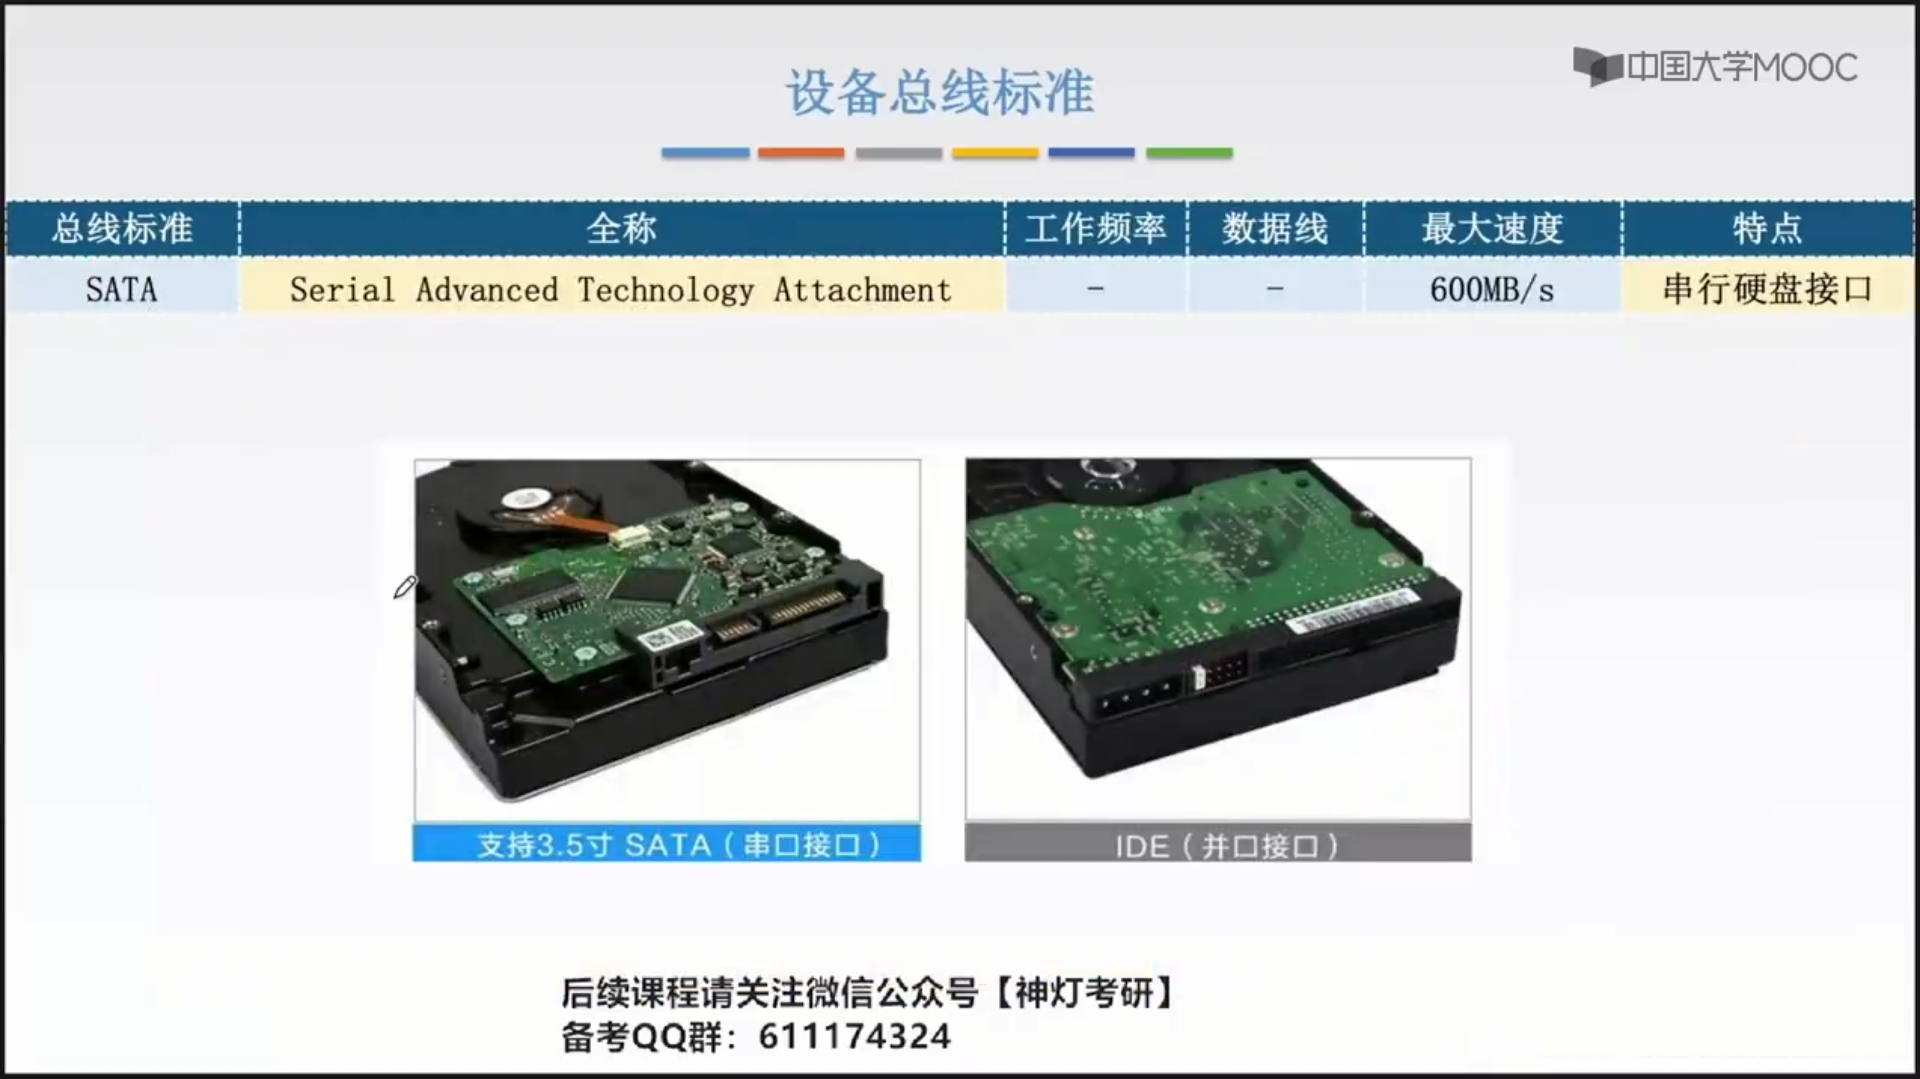 中国大学MOOC
设备总线标准
总线标准 全称 工作频率 数据线 最大速度 特点
SATA Serial Advanced Technology Attachment - - 600MB/s 串行硬盘接口
支持3.5寸 SATA（串口接口） IDE（并口接口）
后续课程请关注微信公众号【神灯考研】
备考QQ群：611174324